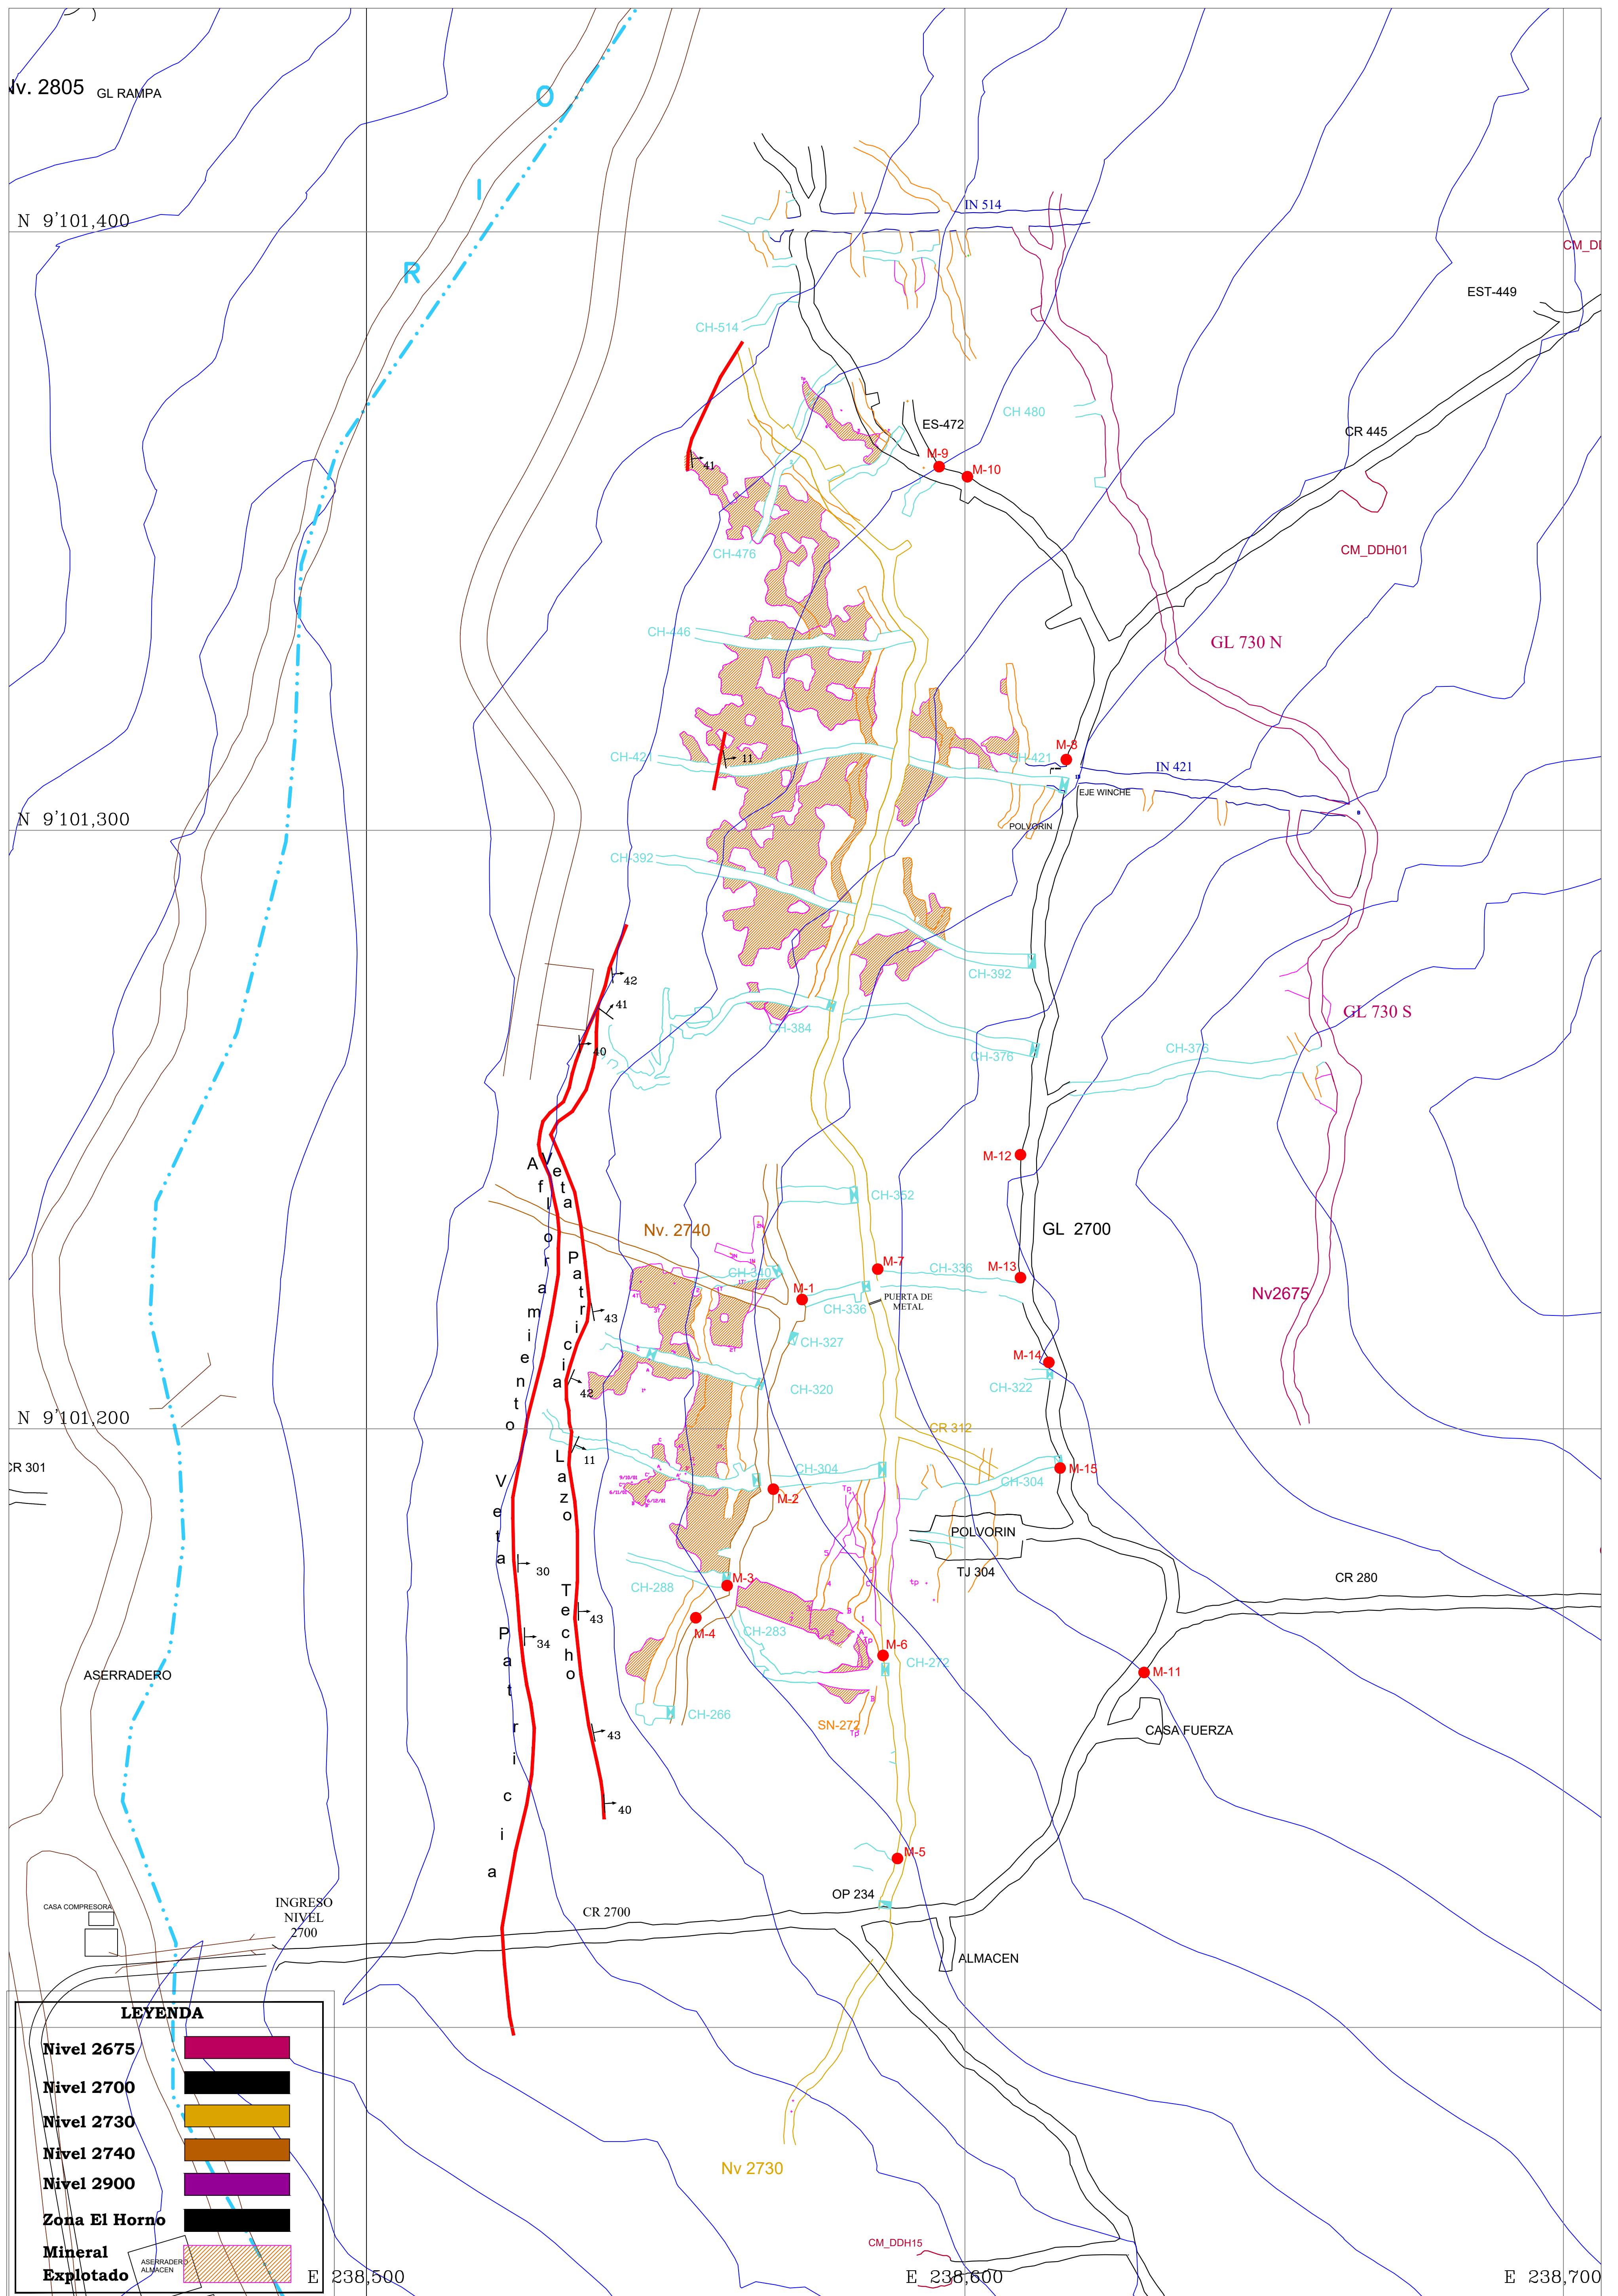 Nv. 2805 GL RAMPA
R I O
N 9'101,400
IN 514
CM_D
EST-449
CH-514
CH 480
ES-472
CR 445
M-9
M-10
41
CH-476
CM_DDH01
CH-446
GL 730 N
CH-421
11
CH-421
M-8
IN 421
EJE WINCHE
POLVORIN
N 9'101,300
CH-392
CH-392
42
41
40
CH-384
CH-376
CH-376
GL 730 S
M-12
Afloramiento Veta Patricia
Veta Patricia Lazo Techo
CH-352
Nv. 2740
GL 2700
CH-340
M-7
CH-336
M-13
M-1
CH-336
PUERTA DE
METAL
Nv2675
43
CH-327
M-14
CH-320
CH-322
42
N 9'101,200
CR 312
11
CR 301
CH-304
M-15
CH-304
M-2
Tp
POLVORIN
TJ 304
30
CH-288
M-3
tp
CR 280
43
M-4
CH-283
34
M-6
Tp
CH-272
M-11
ASERRADERO
CH-266
SN-272
Tp
CASA FUERZA
43
40
M-5
OP 234
CASA COMPRESORA
INGRESO
NIVEL
2700
CR 2700
ALMACEN
LEYENDA
Nivel 2675
Nivel 2700
Nivel 2730
Nivel 2740
Nivel 2900
Zona El Horno
Mineral
Explotado
ASERRADERO
ALMACEN
Nv 2730
CM_DDH15
E 238,500
E 238,600
E 238,700